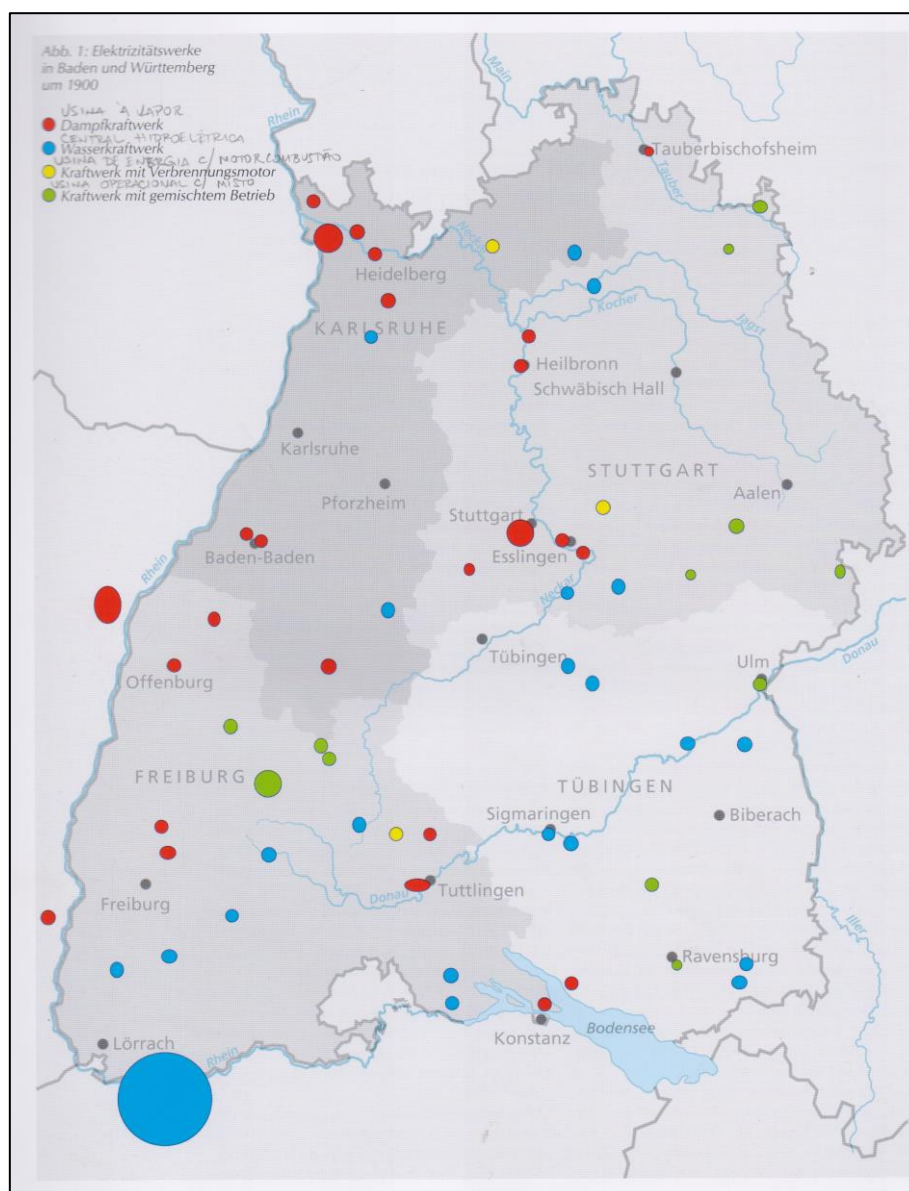 Abb. 1: Elektrizitätswerke
in Baden und Württemberg
um 1900
USINA À VAPOR
Dampfkraftwerk
CENTRAL HIDROELÉTRICA
Wasserkraftwerk
USINA DE ENERGIA C/ MOTOR COMBUSTÃO
Kraftwerk mit Verbrennungsmotor
USINA OPERACIONAL C/ MISTO
Kraftwerk mit gemischtem Betrieb
Rhein
Main
Tauberbischofsheim
Tauber
Neckar
Heidelberg
Kocher
Jagst
KARLSRUHE
Heilbronn
Schwäbisch Hall
Karlsruhe
STUTTGART
Pforzheim
Aalen
Stuttgart
Esslingen
Baden-Baden
Rhein
Neckar
Tübingen
Donau
Ulm
Offenburg
FREIBURG
TÜBINGEN
Sigmaringen
Biberach
Donau
Tuttlingen
Freiburg
Iller
Ravensburg
Konstanz
Bodensee
Lörrach
Rhein